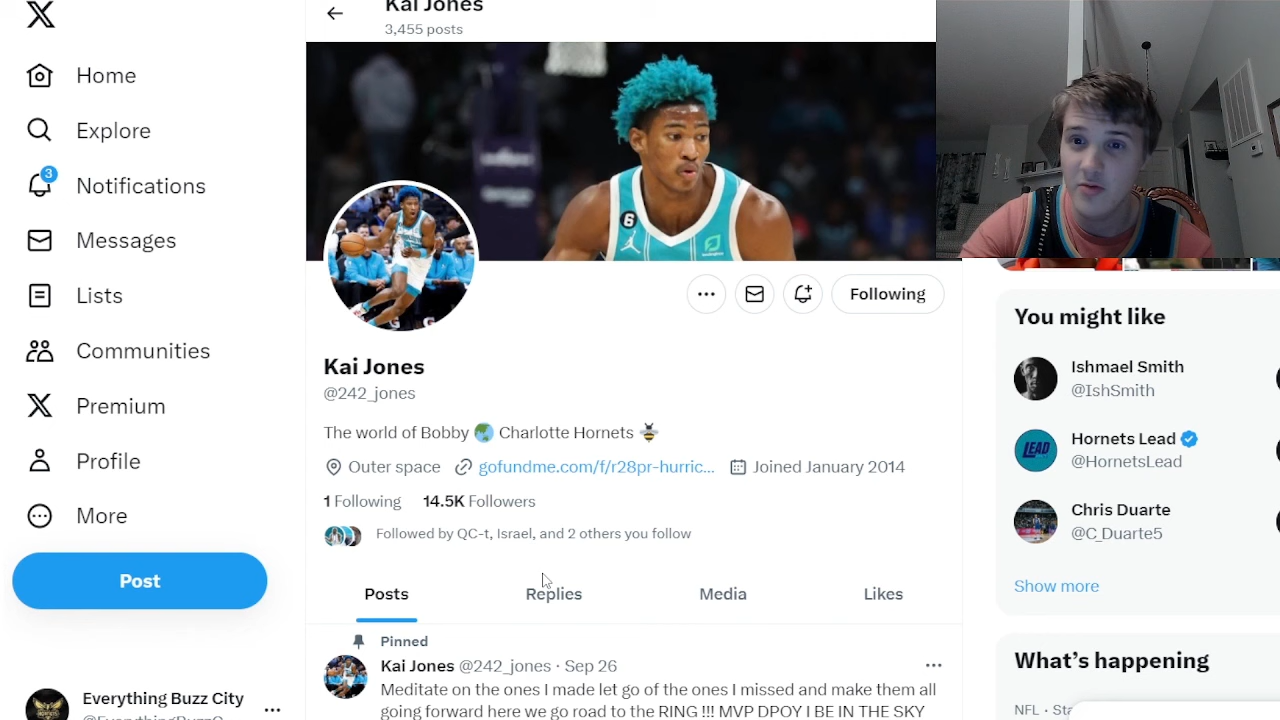 Kai Jones
3,455 posts
Home
Explore
3
Notifications
Messages
Lists
Communities
Premium
Profile
More
Post
Everything Buzz City
6
Following
Kai Jones
@242_jones
The world of Bobby 🌏 Charlotte Hornets 🐝
Outer space gofundme.com/f/r28pr-hurric... Joined January 2014
1 Following 14.5K Followers
Followed by QC-t, Israel, and 2 others you follow
Posts Replies Media Likes
Pinned
Kai Jones @242_jones · Sep 26
Meditate on the ones I made let go of the ones I missed and make them all
going forward here we go road to the RING !!! MVP DPOY I BE IN THE SKY
You might like
Ishmael Smith
@IshSmith
LEAD
Hornets Lead
@HornetsLead
Chris Duarte
@C_Duarte5
Show more
What’s happening
NFL ·